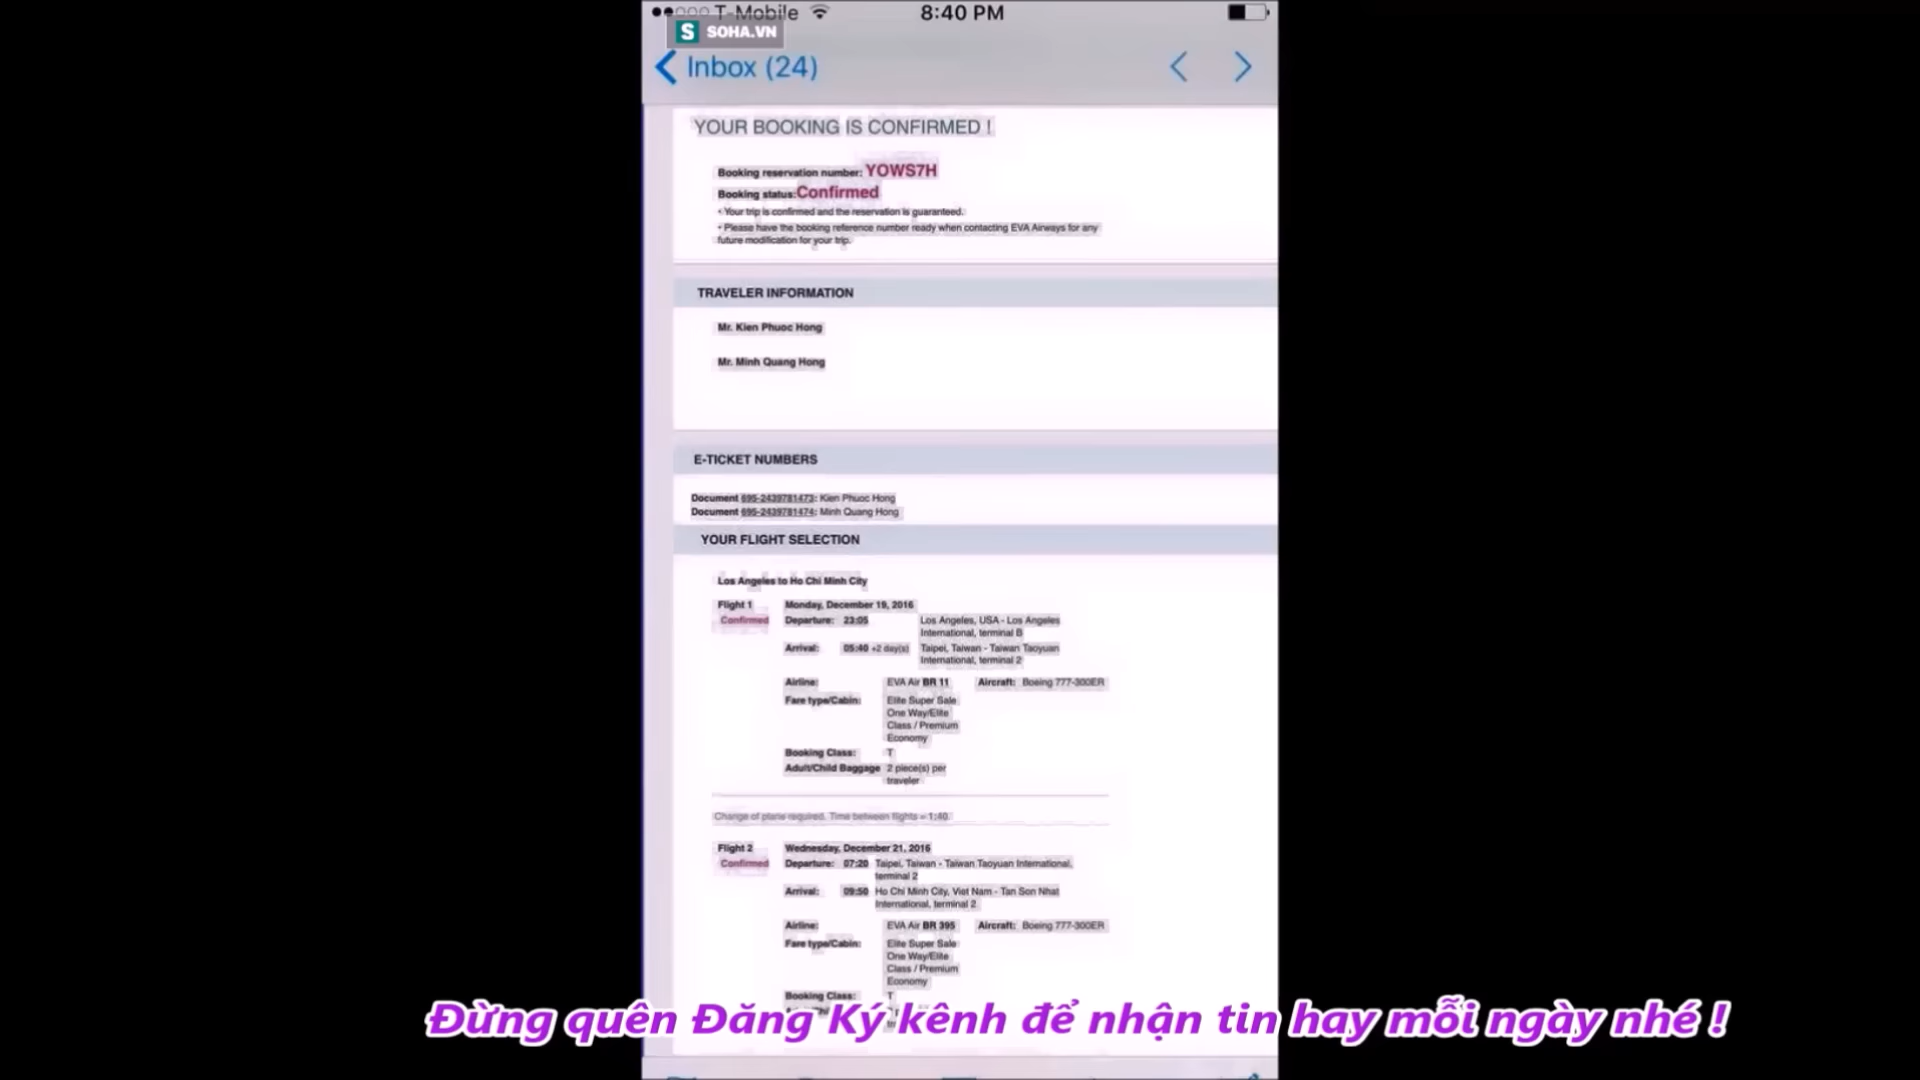 T-Mobile 8:40 PM
S SOHA.VN
Inbox (24)
YOUR BOOKING IS CONFIRMED !
Booking reservation number: YOWS7H
Booking status:Confirmed
• Your trip is confirmed and the reservation is guaranteed.
• Please have the booking reference number ready when contacting EVA Airways for any
future modification for your trip.
TRAVELER INFORMATION
Mr. Kien Phuoc Hong
Mr. Minh Quang Hong
E-TICKET NUMBERS
Document 695-2439781473: Kien Phuoc Hong
Document 695-2439781474: Minh Quang Hong
YOUR FLIGHT SELECTION
Los Angeles to Ho Chi Minh City
Flight 1 Monday, December 19, 2016
Confirmed Departure: 23:05 Los Angeles, USA - Los Angeles
International, terminal B
Arrival: 05:40 +2 day(s) Taipei, Taiwan - Taiwan Taoyuan
International, terminal 2
Airline: EVA Air BR 11 Aircraft: Boeing 777-300ER
Fare type/Cabin: Elite Super Sale
One Way/Elite
Class / Premium
Economy
Booking Class: T
Adult/Child Baggage 2 piece(s) per
traveler
Change of plane required. Time between flights = 1:40.
Flight 2 Wednesday, December 21, 2016
Confirmed Departure: 07:20 Taipei, Taiwan - Taiwan Taoyuan International,
terminal 2
Arrival: 09:50 Ho Chi Minh City, Viet Nam - Tan Son Nhat
International, terminal 2
Airline: EVA Air BR 395 Aircraft: Boeing 777-300ER
Fare type/Cabin: Elite Super Sale
One Way/Elite
Class / Premium
Economy
Booking Class: T
Đừng quên Đăng Ký kênh để nhận tin hay mỗi ngày nhé !